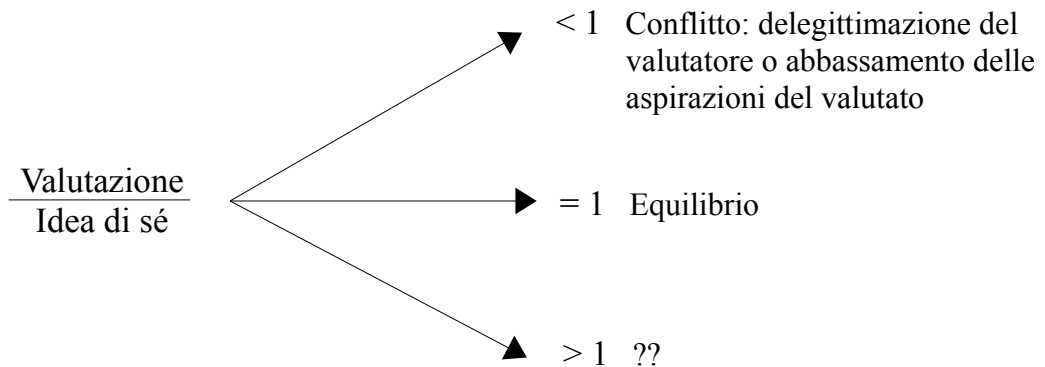 < 1 Conflitto: delegittimazione del
valutatore o abbassamento delle
aspirazioni del valutato
Valutazione
Idea di sé
= 1 Equilibrio
> 1 ??